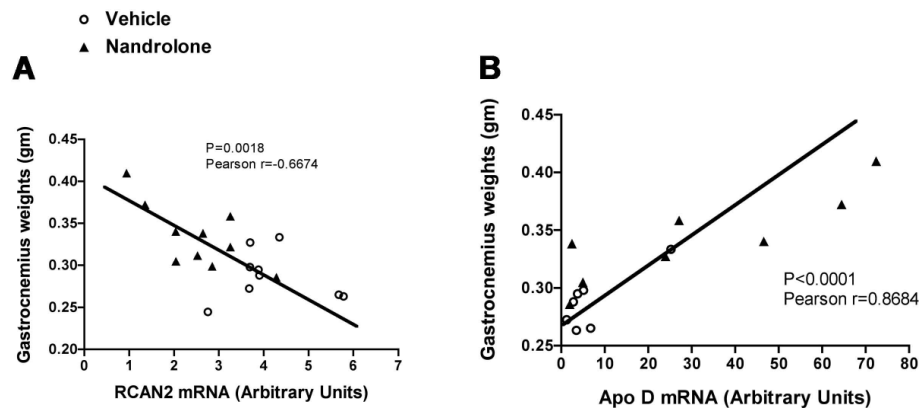 Vehicle
Nandrolone
A
P=0.0018
Pearson r=-0.6674
Gastrocnemius weights (gm)
0.45
0.40
0.35
0.30
0.25
0.20
0 1 2 3 4 5 6 7
RCAN2 mRNA (Arbitrary Units)
B
Gastrocnemius weights (gm)
0.45
0.40
0.35
0.30
0.25
P<0.0001
Pearson r=0.8684
0 10 20 30 40 50 60 70 80
Apo D mRNA (Arbitrary Units)